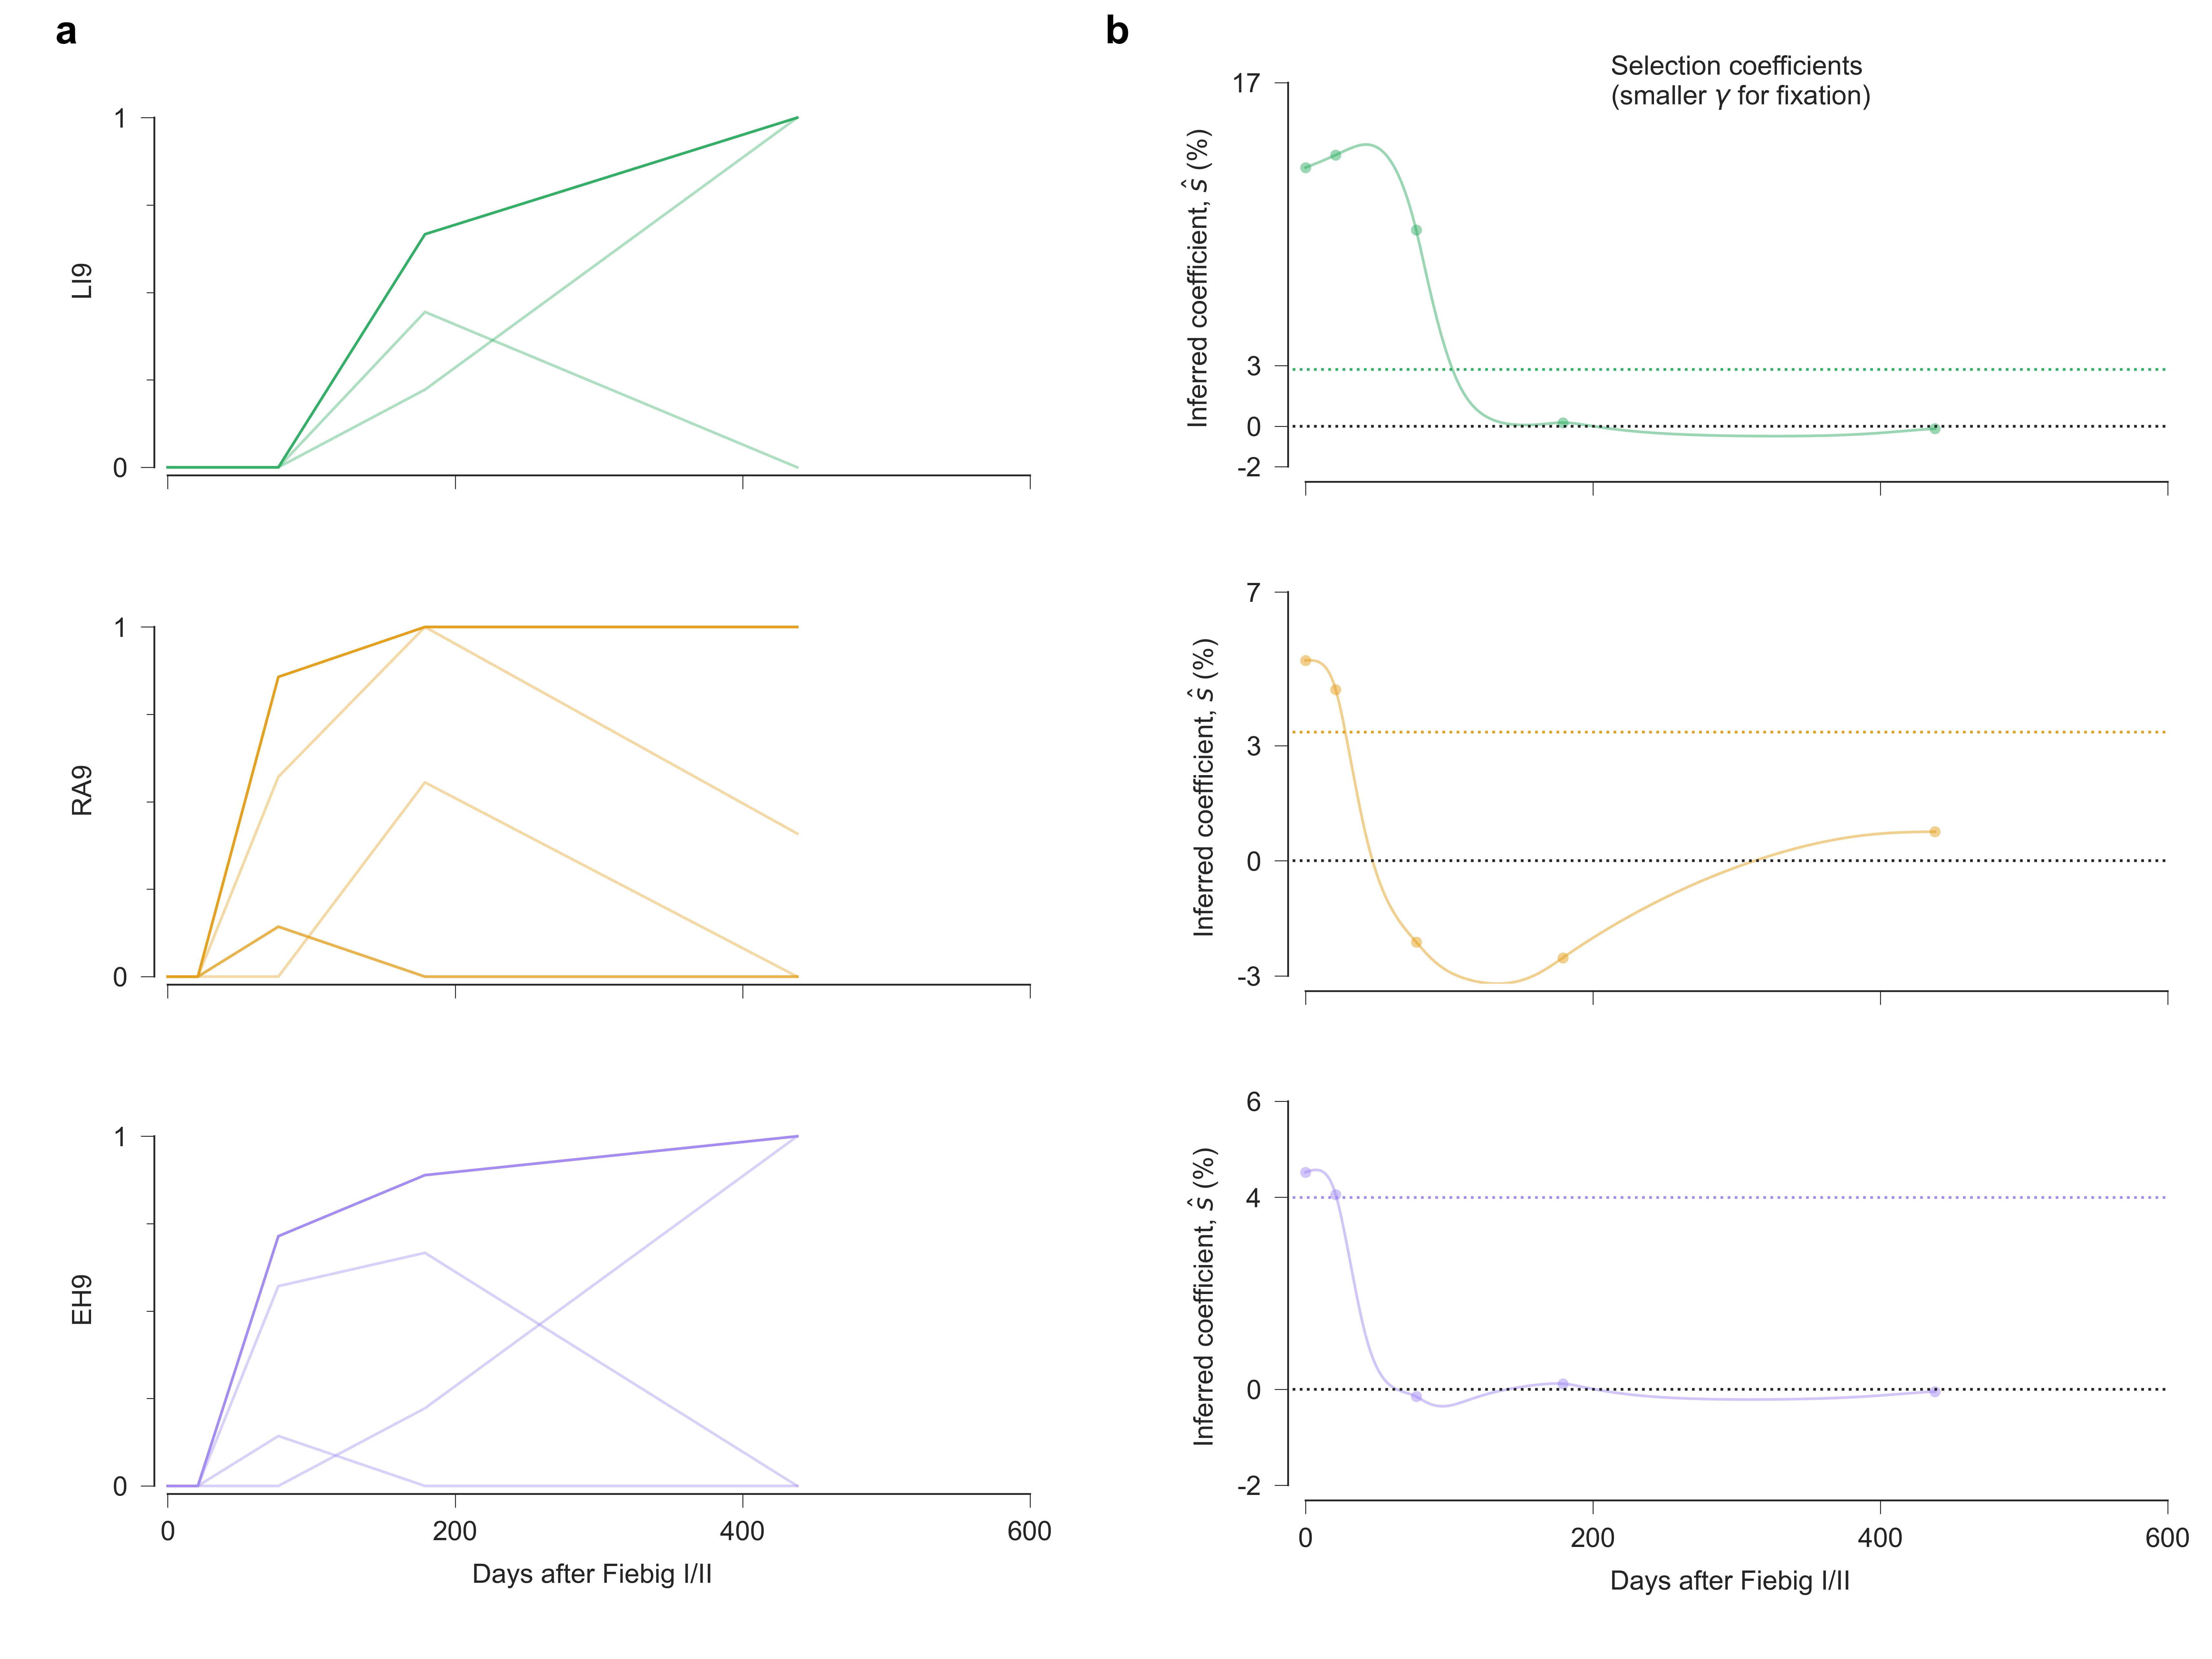 a
b
Selection coefficients
(smaller γ for fixation)
1
0
LI9
17
3
0
-2
Inferred coefficient, ŝ (%)
1
0
RA9
7
3
0
-3
Inferred coefficient, ŝ (%)
1
0
EH9
0 200 400 600
Days after Fiebig I/II
6
4
0
-2
Inferred coefficient, ŝ (%)
0 200 400 600
Days after Fiebig I/II